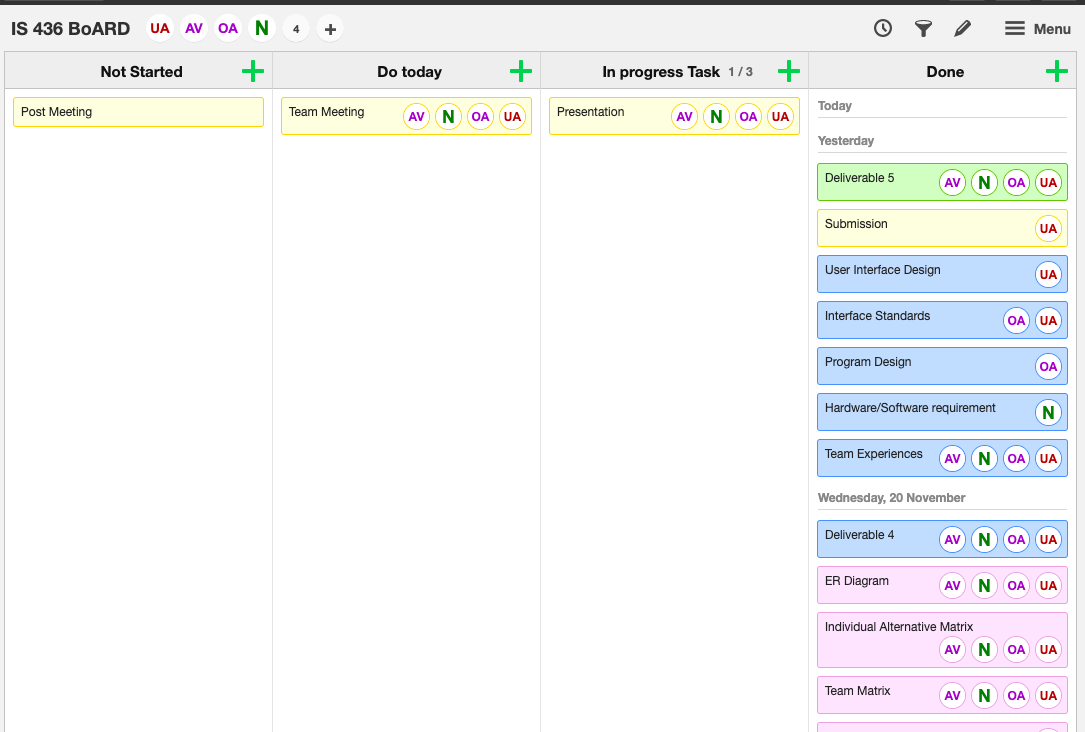 IS 436 BoARD UA AV OA N 4 Menu
Not Started
Do today
In progress Task 1 / 3
Done
Post Meeting
Team Meeting AV N OA UA
Presentation AV N OA UA
Today
Yesterday
Deliverable 5 AV N OA UA
Submission UA
User Interface Design UA
Interface Standards OA UA
Program Design OA
Hardware/Software requirement N
Team Experiences AV N OA UA
Wednesday, 20 November
Deliverable 4 AV N OA UA
ER Diagram AV N OA UA
Individual Alternative Matrix
AV N OA UA
Team Matrix AV N OA UA